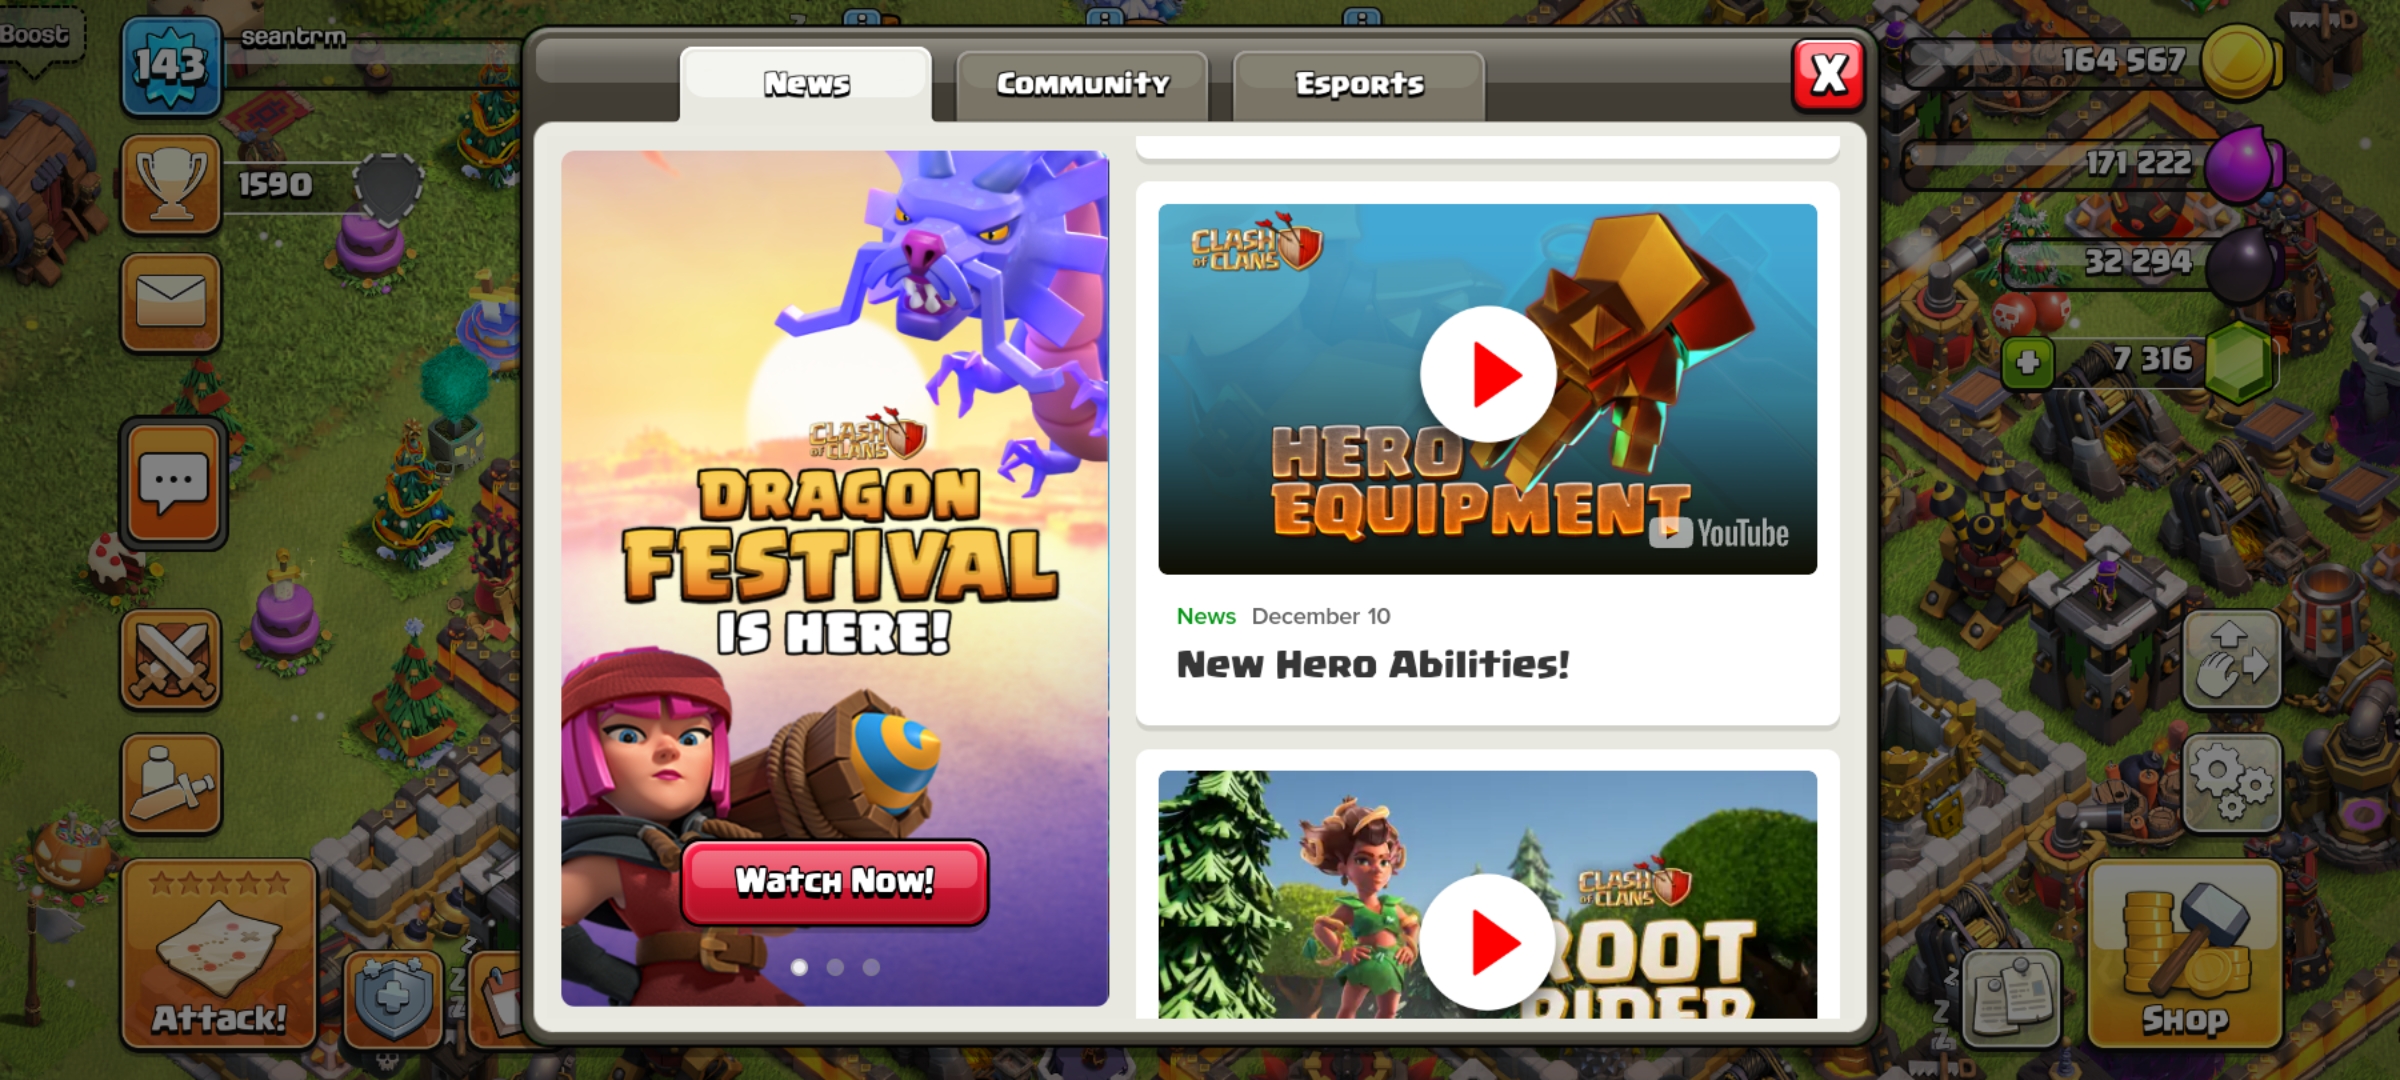 Boost
143
seantrm
1590
Attack!
News
Community
Esports
X
CLASH
OF CLANS
DRAGON
FESTIVAL
IS HERE!
Watch Now!
CLASH
OF CLANS
HERO
EQUIPMENT
YouTube
News December 10
New Hero Abilities!
CLASH
OF CLANS
ROOT
RIDER
164 567
171 222
32 294
7 316
Shop